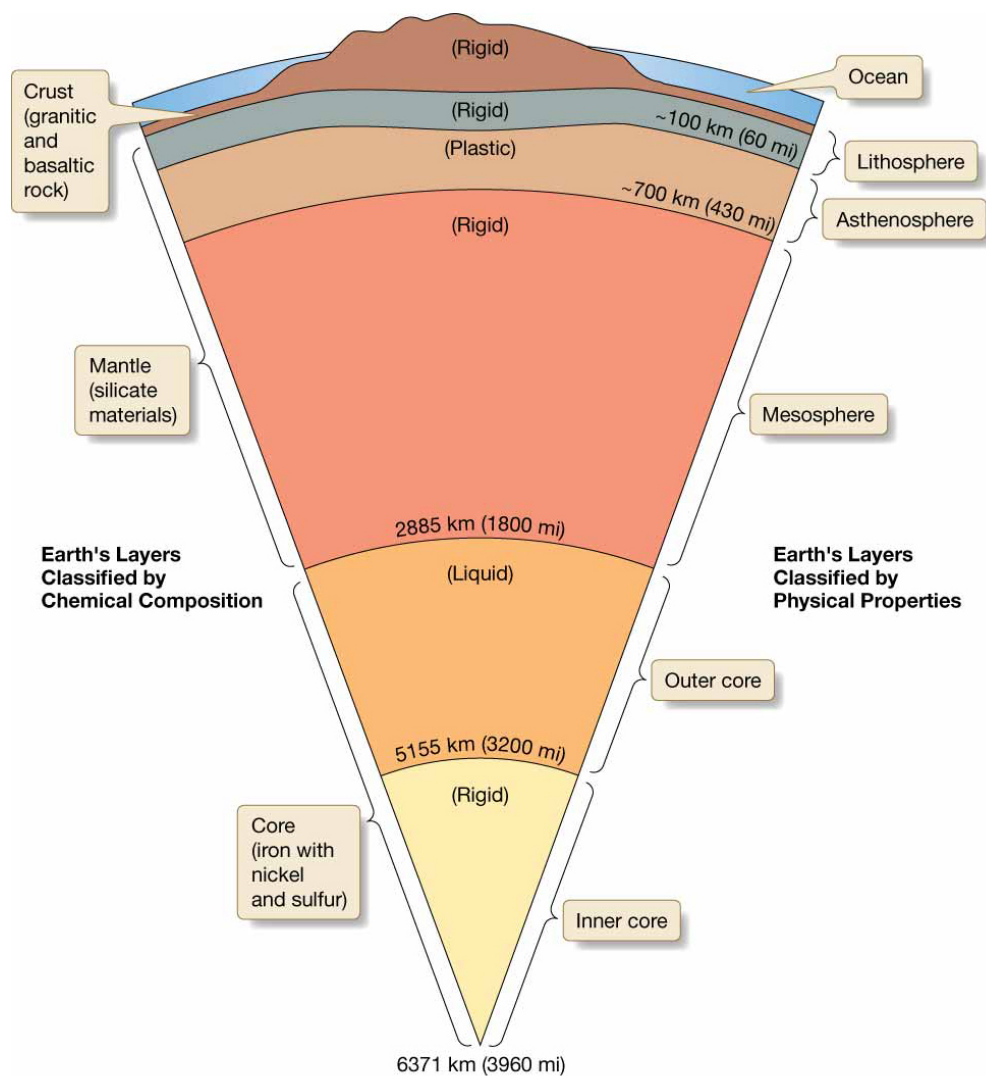 (Rigid)
Crust
(granitic
and
basaltic
rock)
Ocean
(Rigid)
~100 km (60 mi)
(Plastic)
Lithosphere
~700 km (430 mi)
(Rigid)
Asthenosphere
Mantle
(silicate
materials)
Mesosphere
2885 km (1800 mi)
Earth's Layers
Classified by
Chemical Composition
(Liquid)
Earth's Layers
Classified by
Physical Properties
Outer core
5155 km (3200 mi)
(Rigid)
Core
(iron with
nickel
and sulfur)
Inner core
6371 km (3960 mi)